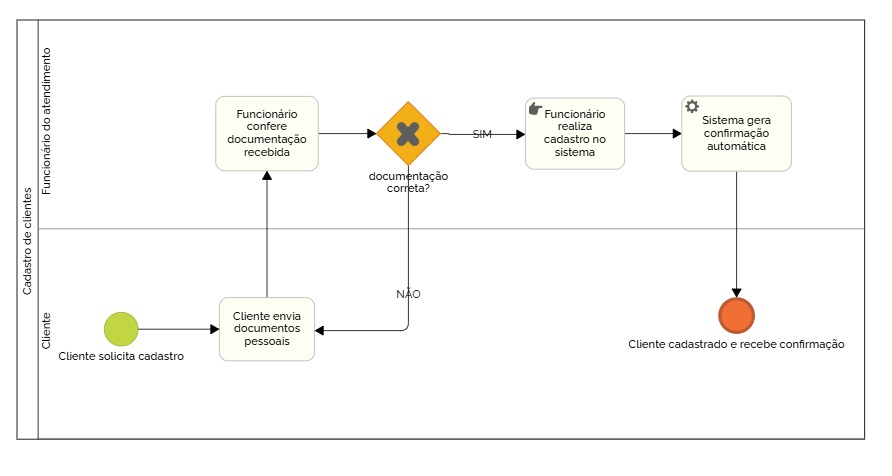 Cadastro de clientes
Funcionário do atendimento
Funcionário
confere
documentação
recebida
documentação
correta?
SIM
Funcionário
realiza
cadastro no
sistema
Sistema gera
confirmação
automática
Cliente
Cliente solicita cadastro
Cliente envia
documentos
pessoais
NÃO
Cliente cadastrado e recebe confirmação